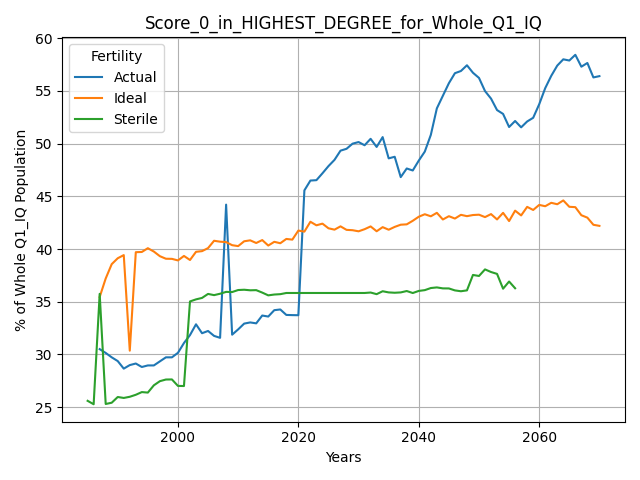 Score_0_in_HIGHEST_DEGREE_for_Whole_Q1_IQ
Fertility
Actual
Ideal
Sterile
% of Whole Q1_IQ Population
60
55
50
45
40
35
30
25
2000
2020
2040
2060
Years